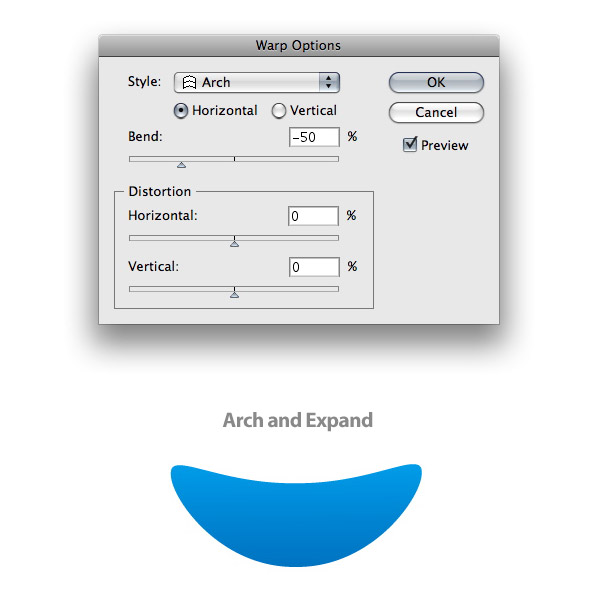 Warp Options
Style: Arch OK
Horizontal Vertical Cancel
Bend: -50 % Preview
Distortion
Horizontal: 0 %
Vertical: 0 %
Arch and Expand